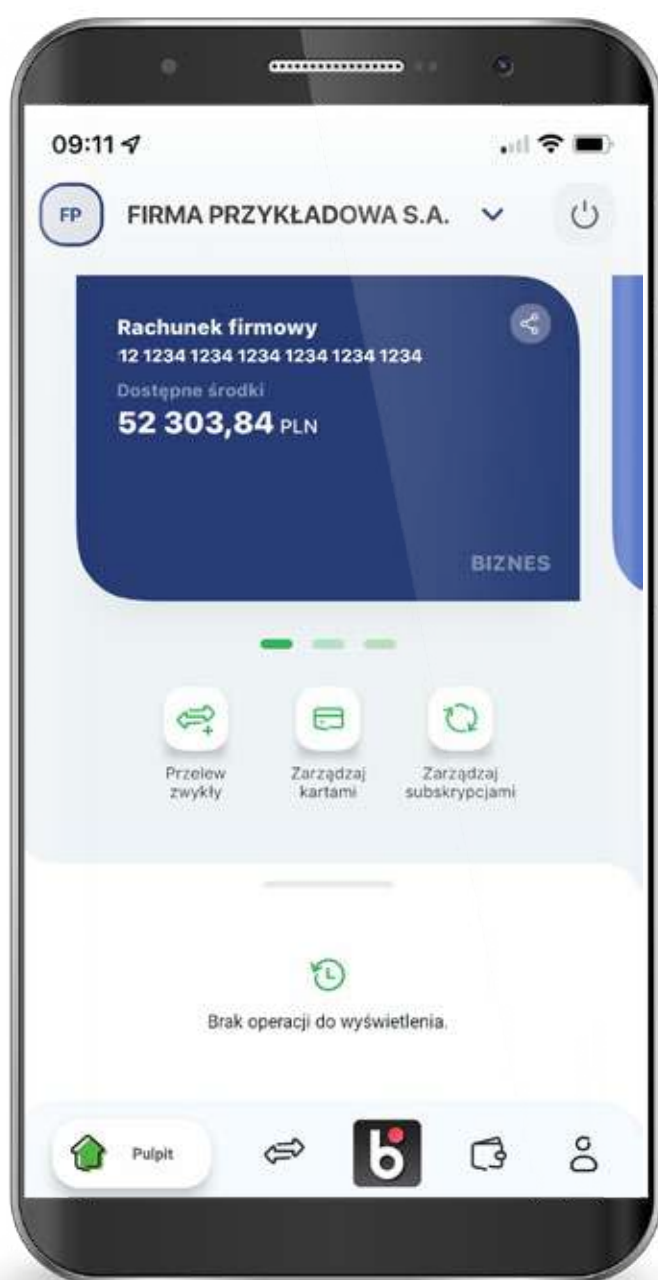 09:11
FP
FIRMA PRZYKŁADOWA S.A.
Rachunek firmowy
12 1234 1234 1234 1234 1234 1234
Dostępne środki
52 303,84 PLN
BIZNES
Przelew
zwykły
Zarządzaj
kartami
Zarządzaj
subskrypcjami
Brak operacji do wyświetlenia.
Pulpit
b